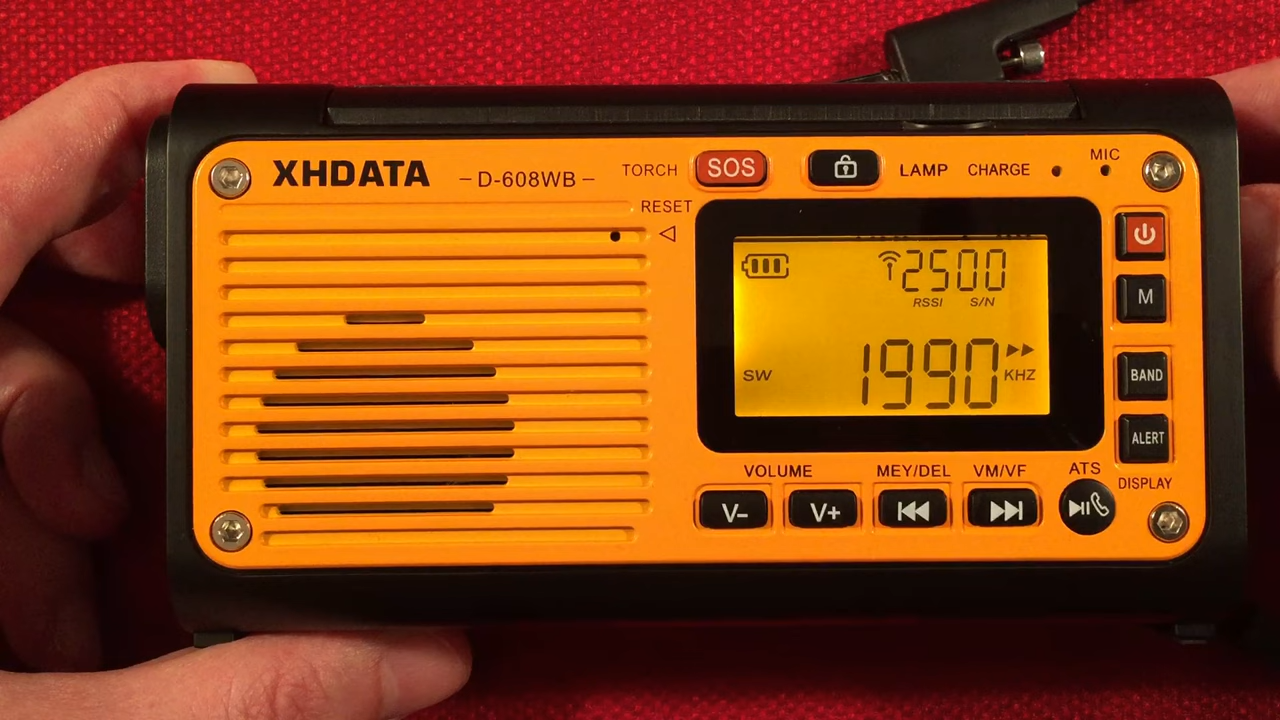 XHDATA
– D-608WB –
TORCH
SOS
LAMP
CHARGE
MIC
RESET
2500
RSSI S/N
SW
1990
KHZ
M
BAND
ALERT
VOLUME
MEY/DEL
VM/VF
ATS
DISPLAY
V–
V+